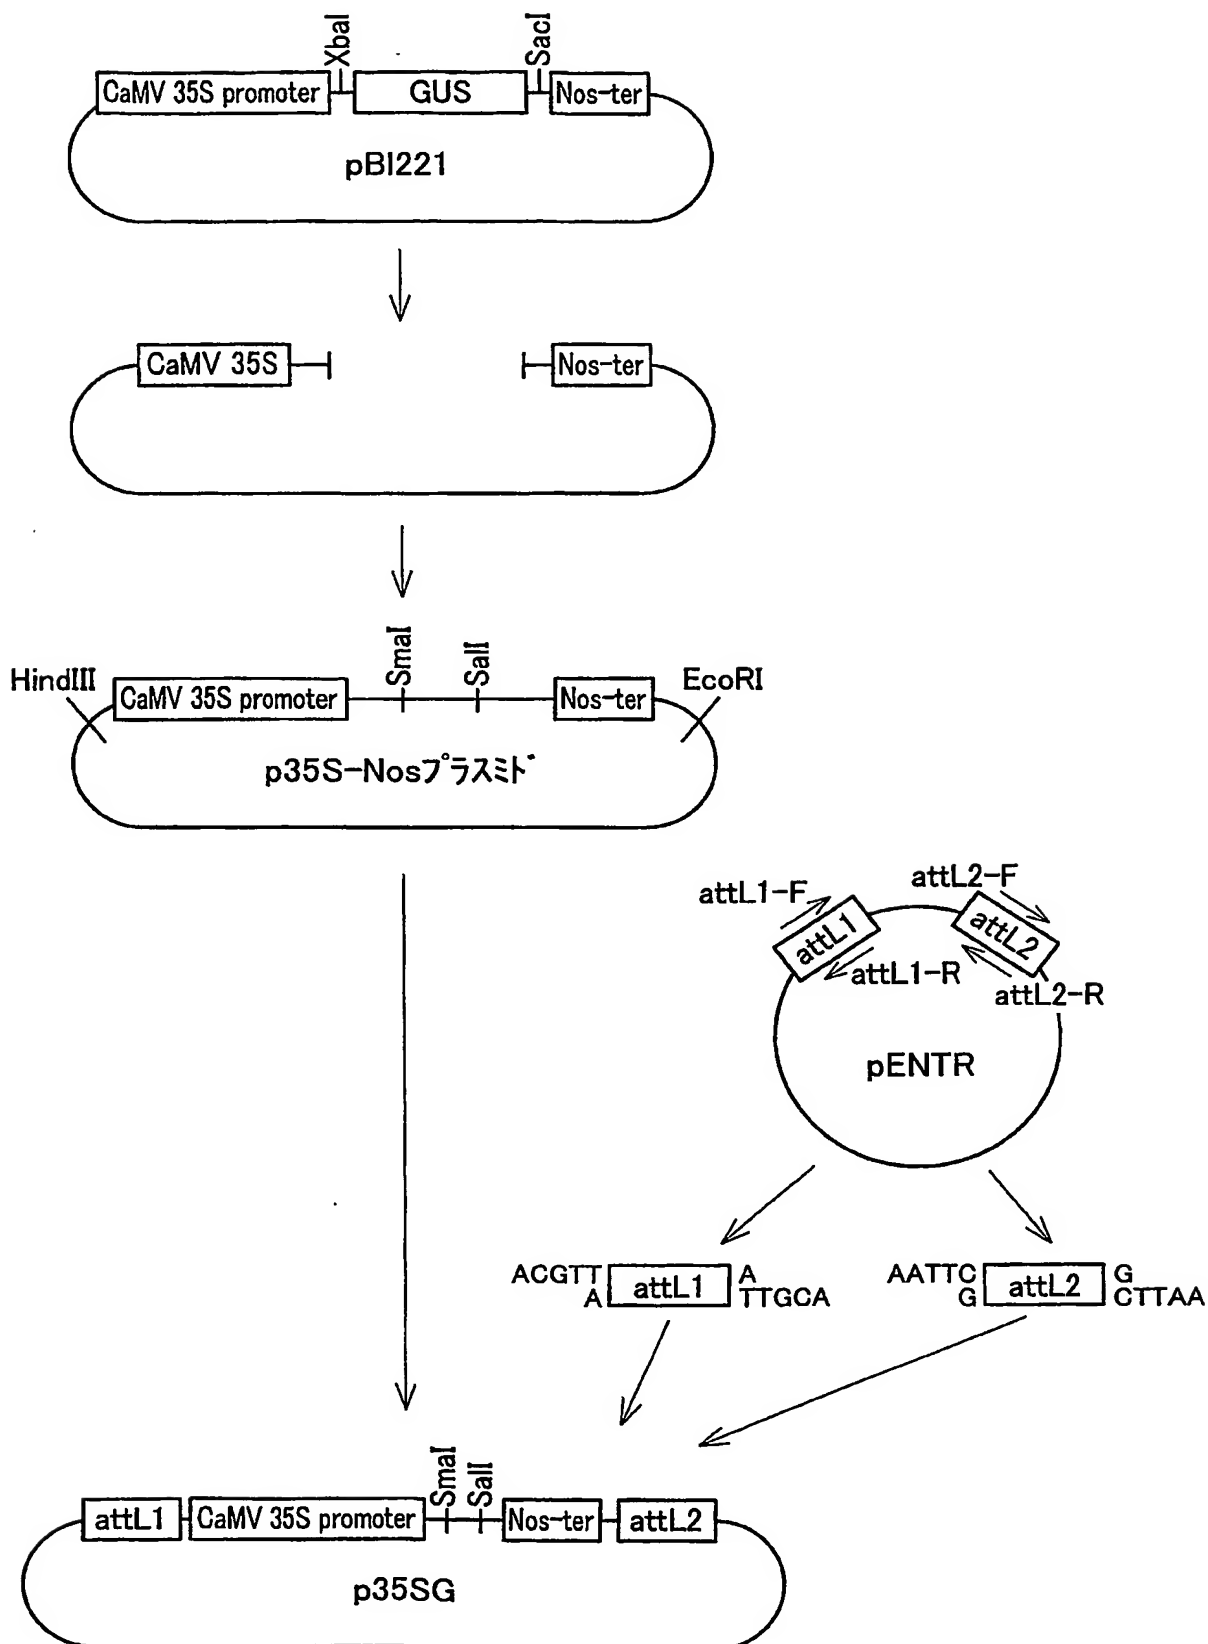 XbaI
SacI
CaMV 35S promoter
GUS
Nos-ter
pBI221
CaMV 35S
Nos-ter
SmaI
SalI
HindIII
CaMV 35S promoter
Nos-ter
EcoRI
p35S-Nosプラスミド
attL1-F
attL2-F
attL1
attL2
attL1-R
attL2-R
pENTR
ACGTT
A
attL1
A
TTGCA
AATTC
G
attL2
G
CTTAA
SmaI
SalI
attL1
CaMV 35S promoter
Nos-ter
attL2
p35SG